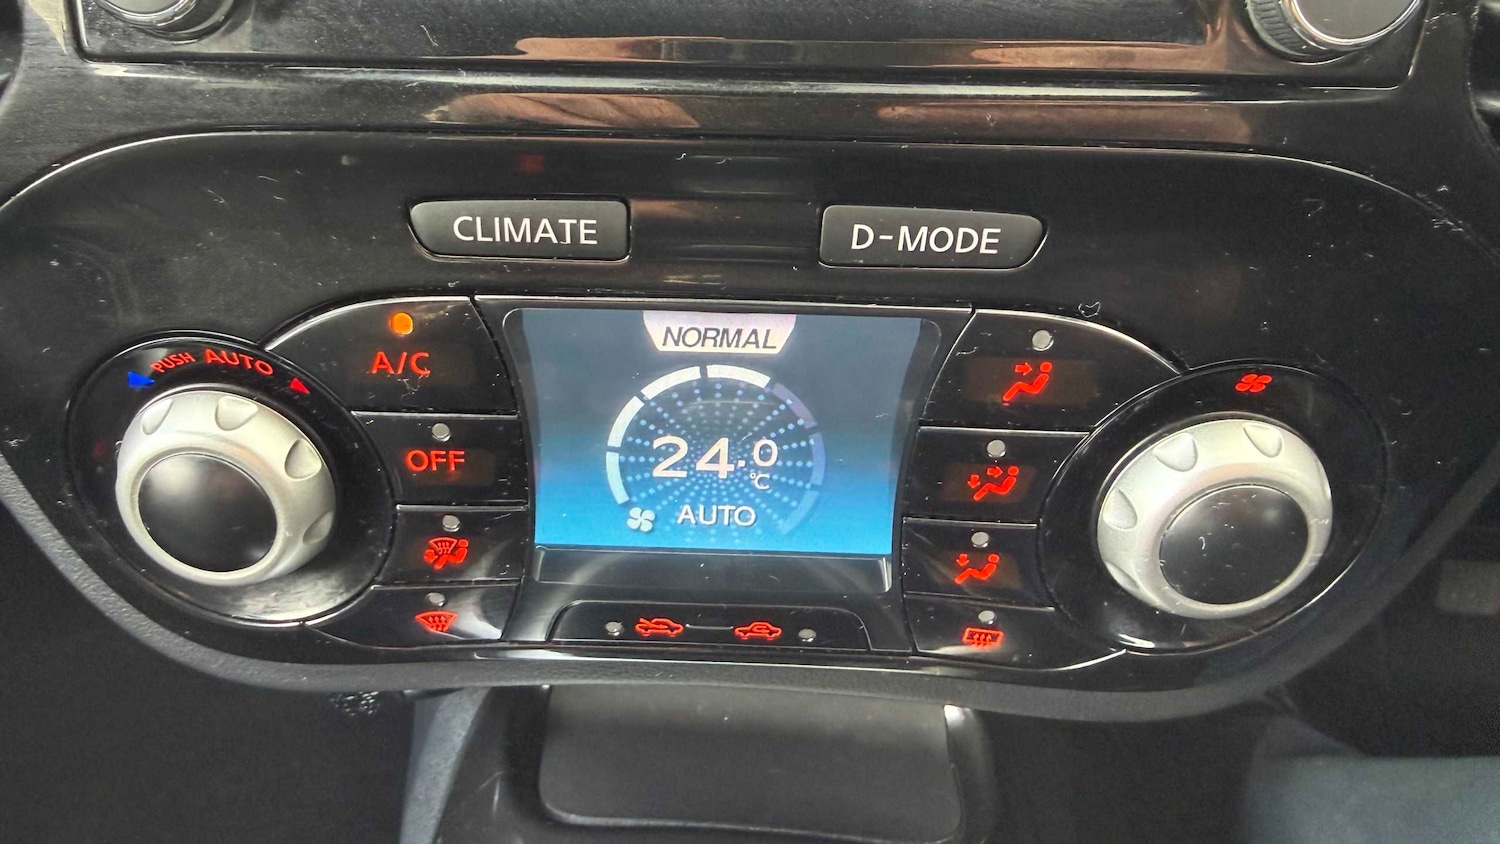 CLIMATE
D-MODE
PUSH AUTO
A/C
NORMAL
OFF
24.0
°C
AUTO